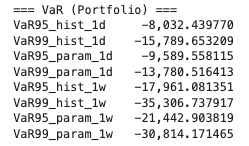 === VaR (Portfolio) ===
VaR95_hist_1d -8,032.439770
VaR99_hist_1d -15,789.653209
VaR95_param_1d -9,589.558115
VaR99_param_1d -13,780.516413
VaR95_hist_1w -17,961.081351
VaR99_hist_1w -35,306.737917
VaR95_param_1w -21,442.903819
VaR99_param_1w -30,814.171465